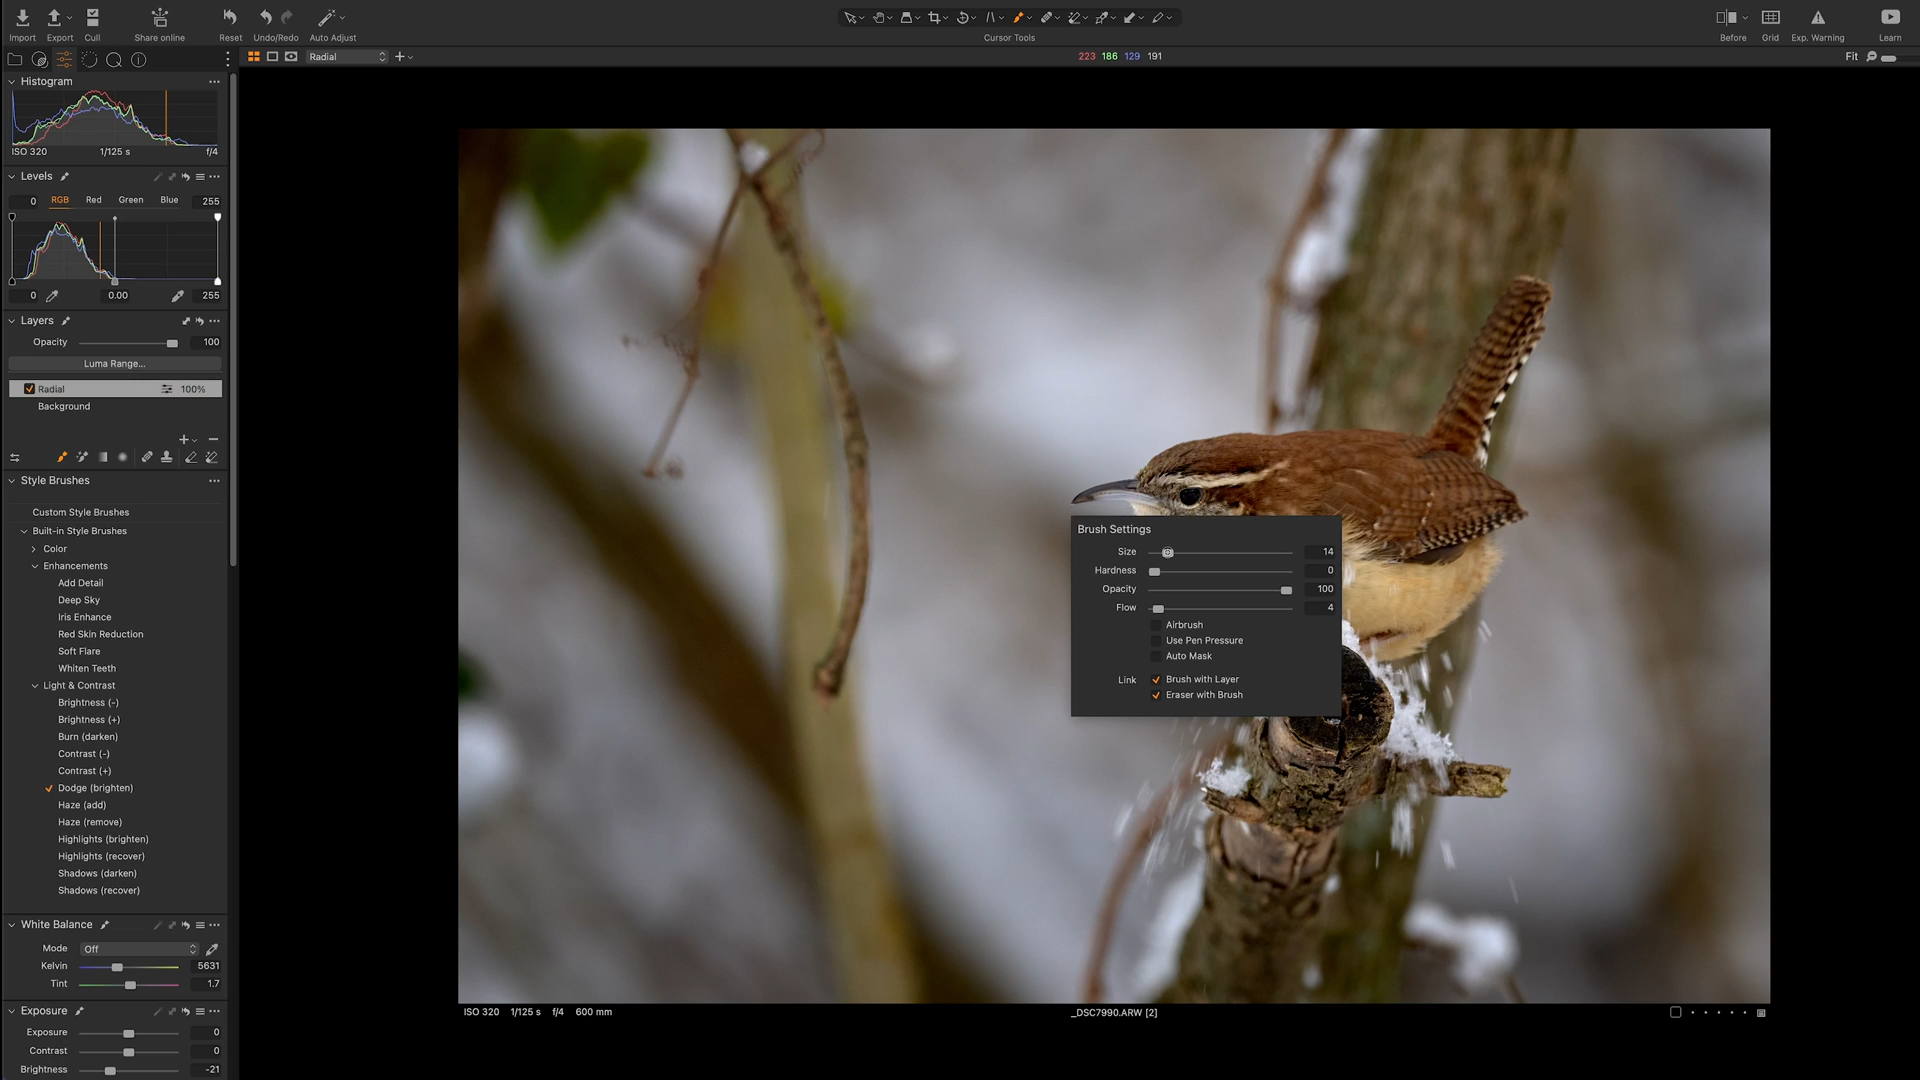 Import Export Cull Share online Reset Undo/Redo Auto Adjust Cursor Tools Before Grid Exp. Warning Learn
Radial 223 186 129 191 Fit
Histogram
ISO 320 1/125 s f/4
Levels
0 RGB Red Green Blue 255
0 0.00 255
Layers
Opacity 100
Luma Range...
Radial 100%
Background
Style Brushes
Custom Style Brushes
Built-in Style Brushes
Color
Enhancements
Add Detail
Deep Sky
Iris Enhance
Red Skin Reduction
Soft Flare
Whiten Teeth
Light & Contrast
Brightness (-)
Brightness (+)
Burn (darken)
Contrast (-)
Contrast (+)
Dodge (brighten)
Haze (add)
Haze (remove)
Highlights (brighten)
Highlights (recover)
Shadows (darken)
Shadows (recover)
White Balance
Mode Off
Kelvin 5631
Tint 1.7
Exposure
Exposure 0
Contrast 0
Brightness -21
Brush Settings
Size 14
Hardness 0
Opacity 100
Flow 4
Airbrush
Use Pen Pressure
Auto Mask
Link Brush with Layer
Eraser with Brush
ISO 320 1/125 s f/4 600 mm _DSC7990.ARW [2]